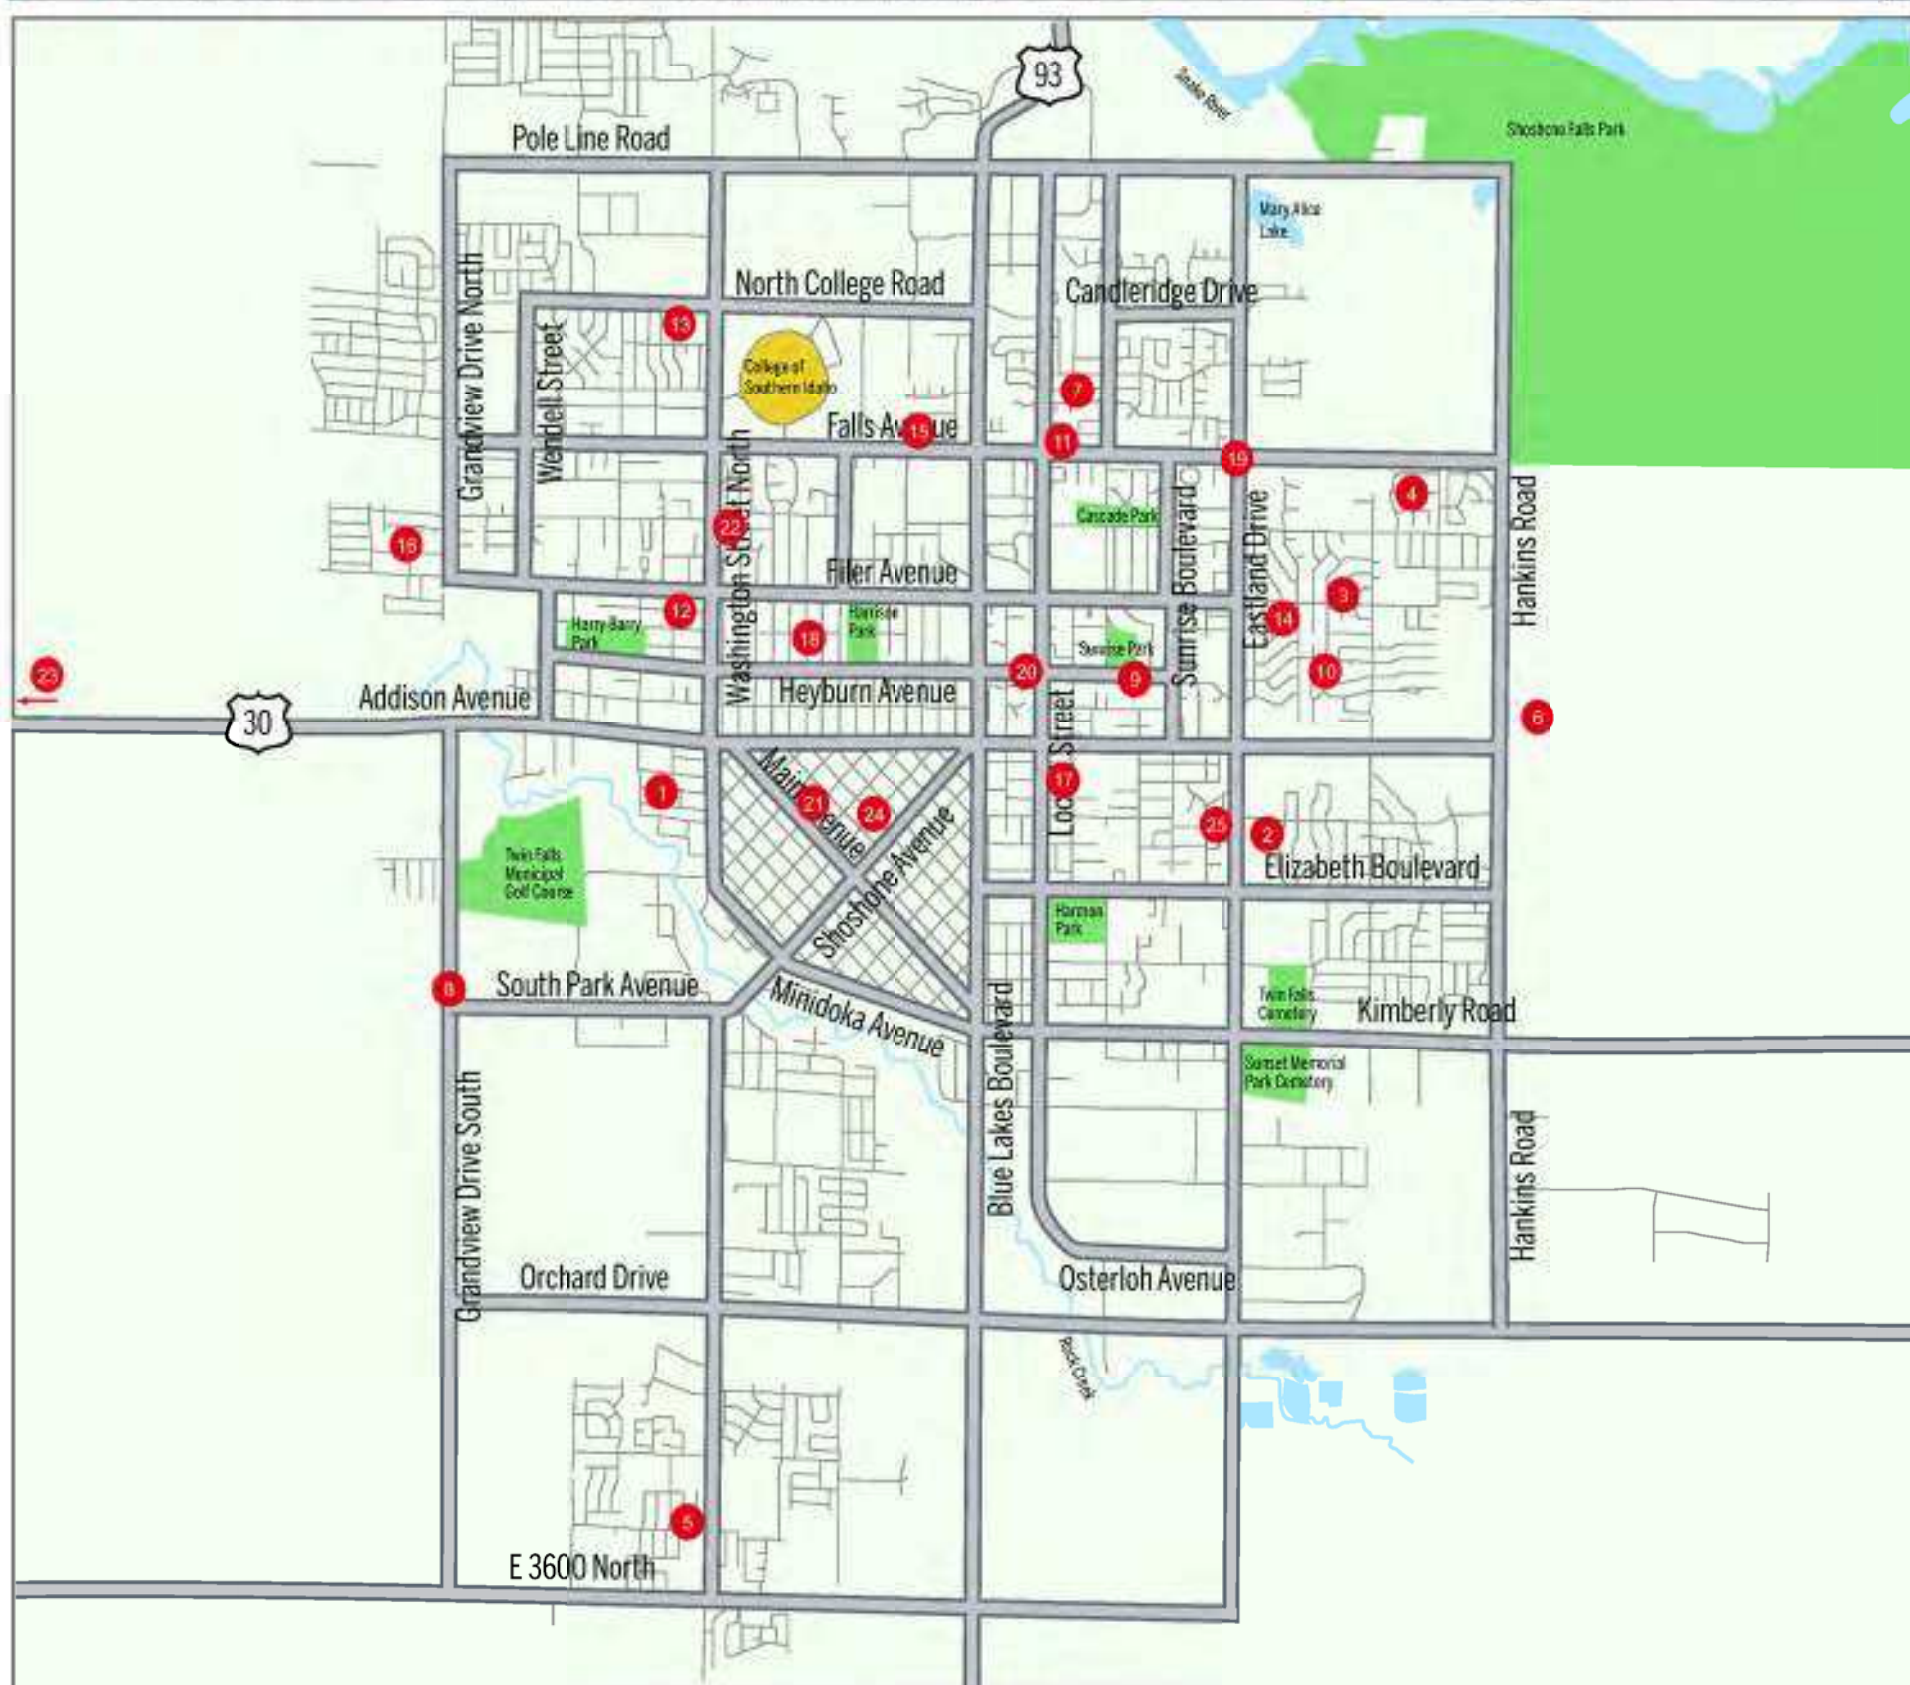 93
Pole Line Road
Snake River
Shoshone Falls Park
Mary Alice
Lake
North College Road
Candleridge Drive
Grandview Drive North
Wendell Street
13
College of
Southern Idaho
7
Falls Avenue
15
11
19
Washington Street North
4
Cascade Park
Sunrise Boulevard
Eastland Drive
Hankins Road
22
16
Filer Avenue
3
12
Harry Barry
Park
18
Harrison
Park
14
Sunrise Park
20
9
10
23
Addison Avenue
Heyburn Avenue
30
6
Locust Street
Main Avenue
1
21
24
17
25
2
Shoshone Avenue
Elizabeth Boulevard
Twin Falls
Municipal
Golf Course
Harmon
Park
8
South Park Avenue
Minidoka Avenue
Blue Lakes Boulevard
Twin Falls
Cemetery
Kimberly Road
Sunset Memorial
Park Cemetery
Grandview Drive South
Hankins Road
Orchard Drive
Osterloh Avenue
Rock Creek
5
E 3600 North